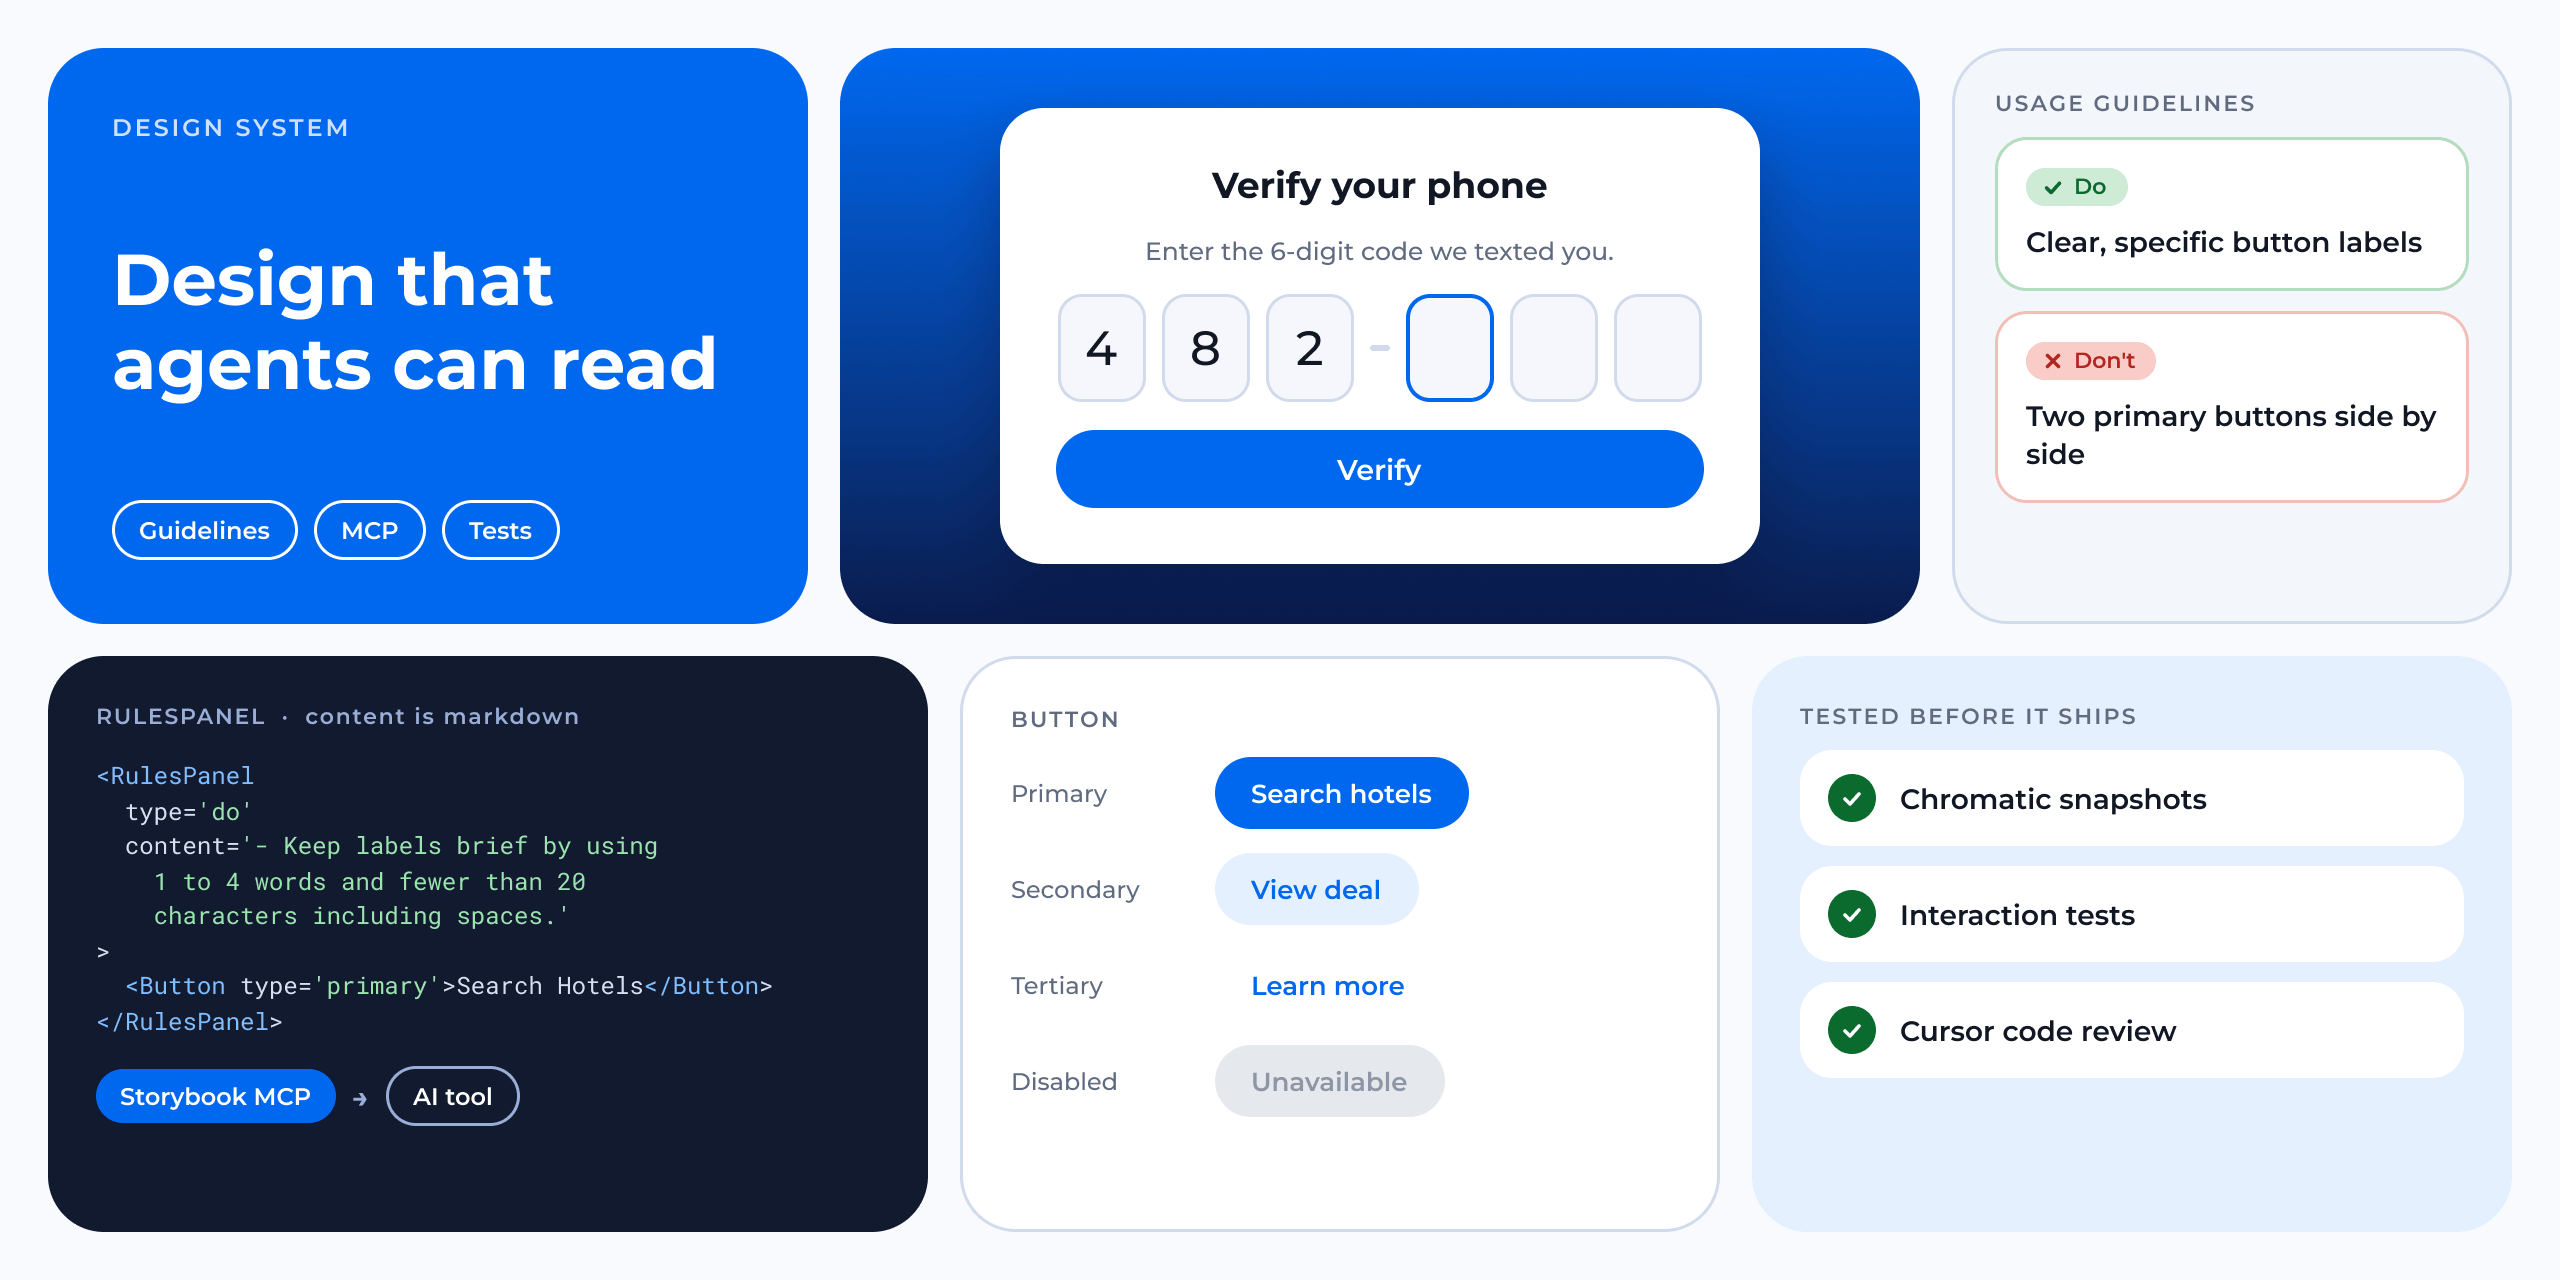 DESIGN SYSTEM
Design that
agents can read
Guidelines
MCP
Tests
Verify your phone
Enter the 6-digit code we texted you.
4 8 2 -
Verify
USAGE GUIDELINES
Do
Clear, specific button labels
Don't
Two primary buttons side by
side
RULESPANEL · content is markdown
<RulesPanel
type='do'
content='- Keep labels brief by using
1 to 4 words and fewer than 20
characters including spaces.'
>
<Button type='primary'>Search Hotels</Button>
</RulesPanel>
Storybook MCP → AI tool
BUTTON
Primary
Search hotels
Secondary
View deal
Tertiary
Learn more
Disabled
Unavailable
TESTED BEFORE IT SHIPS
Chromatic snapshots
Interaction tests
Cursor code review